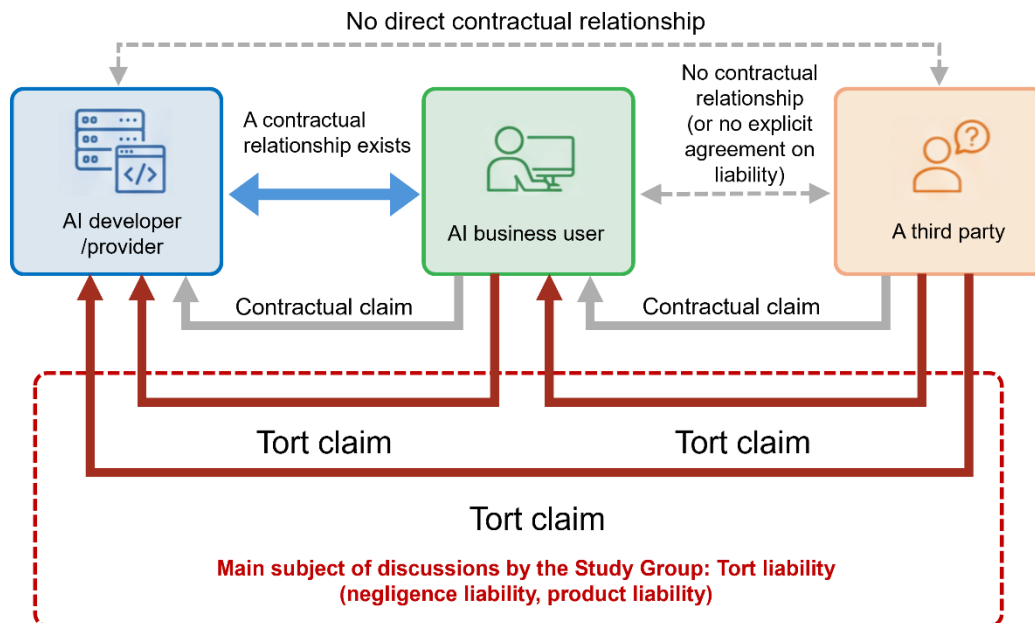 No direct contractual relationship
A contractual
relationship exists
No contractual
relationship
(or no explicit
agreement on
liability)
</>
?
AI developer
/provider
AI business user
A third party
Contractual claim
Contractual claim
Tort claim
Tort claim
Tort claim
Main subject of discussions by the Study Group: Tort liability
(negligence liability, product liability)